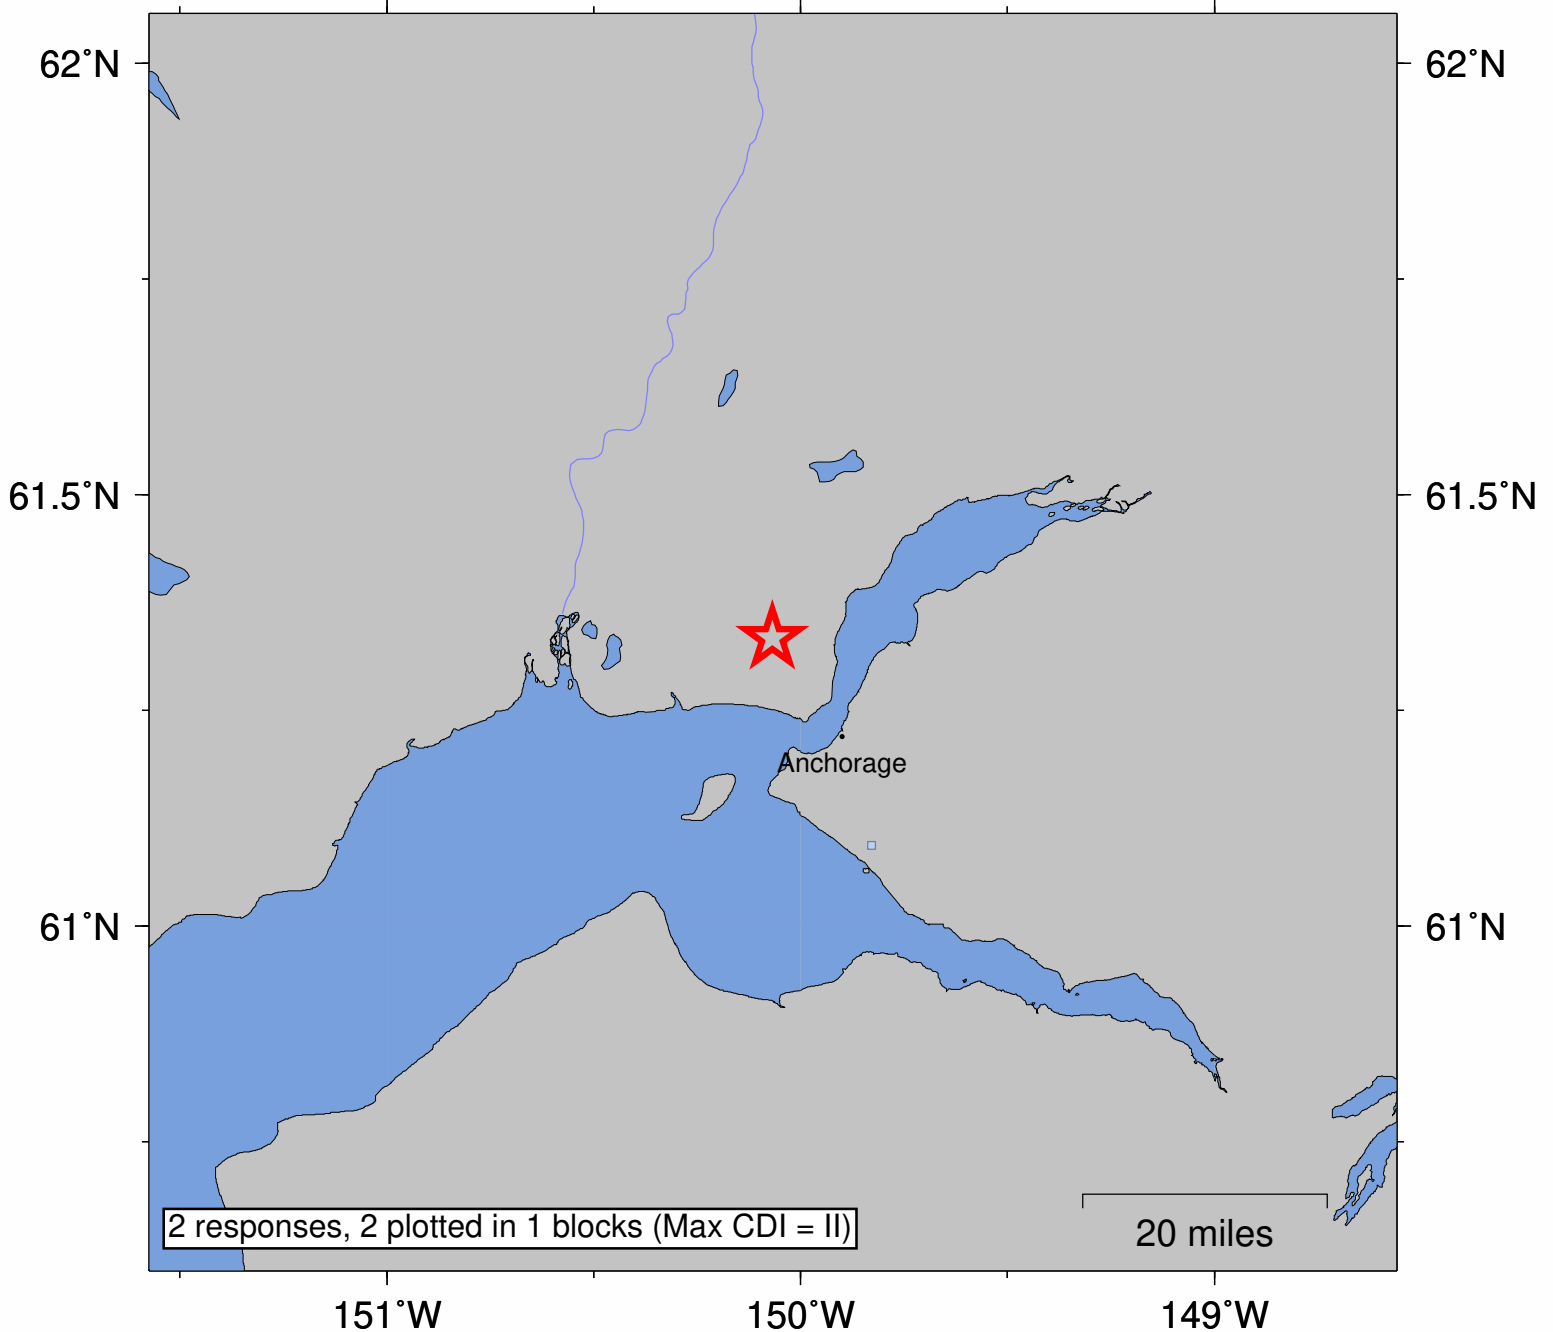 62˚N 62˚N
61.5˚N 61.5˚N
Anchorage
61˚N 61˚N
2 responses, 2 plotted in 1 blocks (Max CDI = II)
20 miles
151˚W 150˚W 149˚W